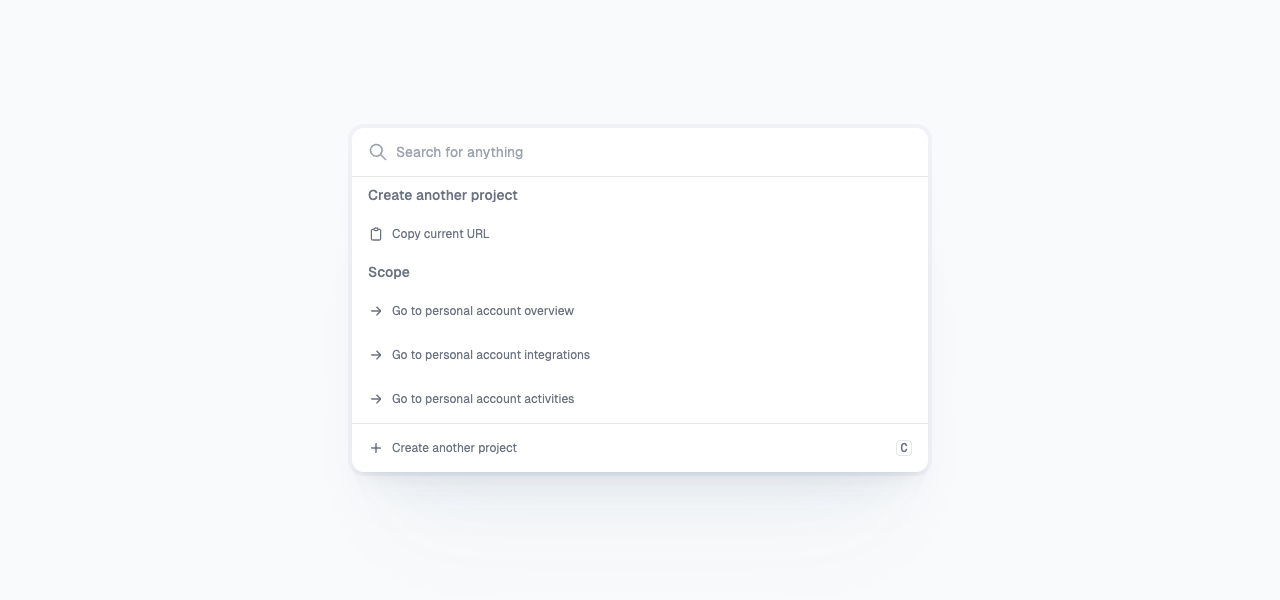 Search for anything
Create another project
Copy current URL
Scope
Go to personal account overview
Go to personal account integrations
Go to personal account activities
Create another project C